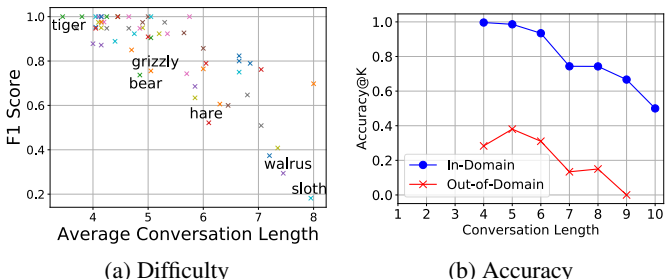 1.0
0.8
0.6
0.4
0.2
F1 Score
tiger
grizzly
bear
hare
walrus
sloth
4 5 6 7 8
Average Conversation Length
(a) Difficulty
1.0
0.8
0.6
0.4
0.2
0.0
Accuracy@K
In-Domain
Out-of-Domain
1 2 3 4 5 6 7 8 9 10
Conversation Length
(b) Accuracy